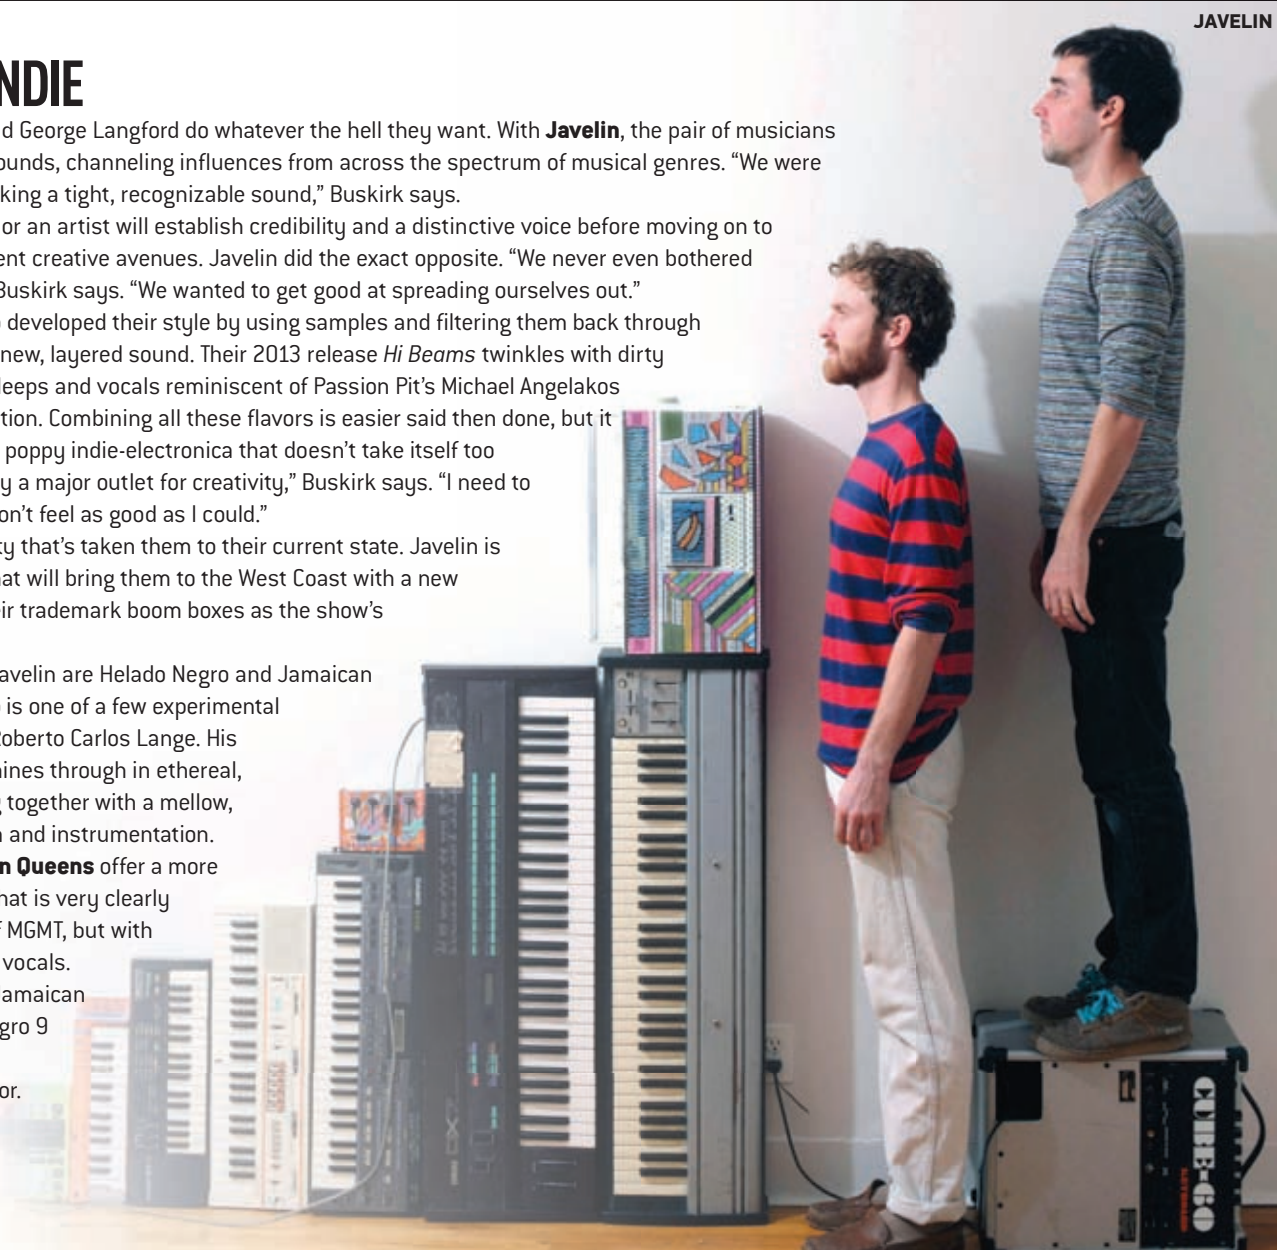 JAVELIN
NDIE
d George Langford do whatever the hell they want. With Javelin, the pair of musicians
ounds, channeling influences from across the spectrum of musical genres. “We were
king a tight, recognizable sound,” Buskirk says.
or an artist will establish credibility and a distinctive voice before moving on to
ent creative avenues. Javelin did the exact opposite. “We never even bothered
Buskirk says. “We wanted to get good at spreading ourselves out.”
developed their style by using samples and filtering them back through
new, layered sound. Their 2013 release Hi Beams twinkles with dirty
leeps and vocals reminiscent of Passion Pit’s Michael Angelakos
tion. Combining all these flavors is easier said then done, but it
poppy indie-electronica that doesn’t take itself too
y a major outlet for creativity,” Buskirk says. “I need to
on’t feel as good as I could.”
ty that’s taken them to their current state. Javelin is
hat will bring them to the West Coast with a new
eir trademark boom boxes as the show’s
avelin are Helado Negro and Jamaican
is one of a few experimental
Roberto Carlos Lange. His
ines through in ethereal,
g together with a mellow,
n and instrumentation.
n Queens offer a more
hat is very clearly
f MGMT, but with
vocals.
Jamaican
gro 9
or.
CUBE-60
KEYBOARD